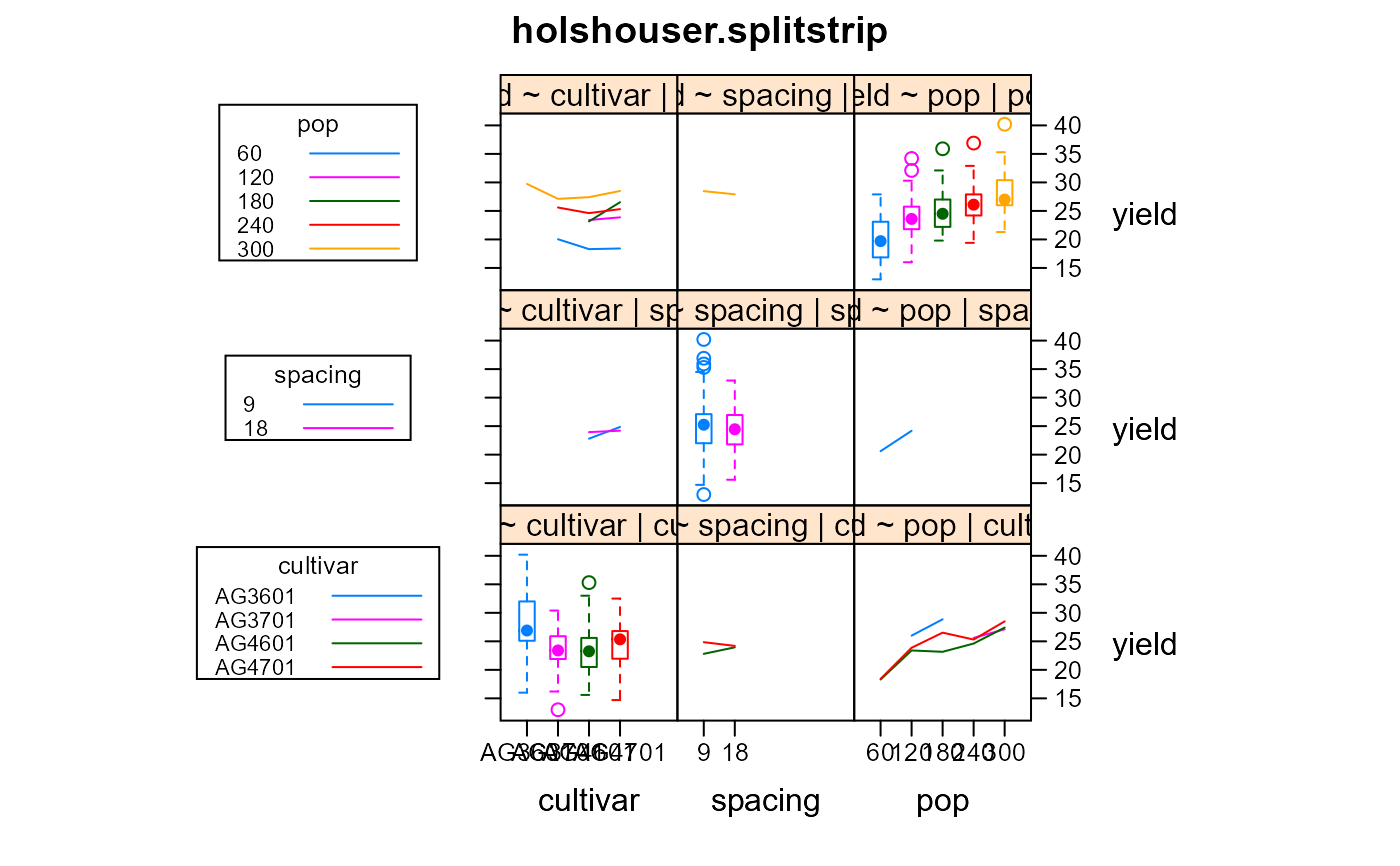 holshouser.splitstrip
d ~ cultivar |
d ~ spacing |
eld ~ pop | po
pop
60
120
180
240
300
40
35
30
25
20
15
yield
~ cultivar | sp
~ spacing | sp
d ~ pop | spa
spacing
9
18
40
35
30
25
20
15
yield
~ cultivar | cu
~ spacing | c
d ~ pop | cult
cultivar
AG3601
AG3701
AG4601
AG4701
40
35
30
25
20
15
yield
AG3601 AG3701 AG4601 AG4701 9 18 60 120 180 240 300
cultivar spacing pop